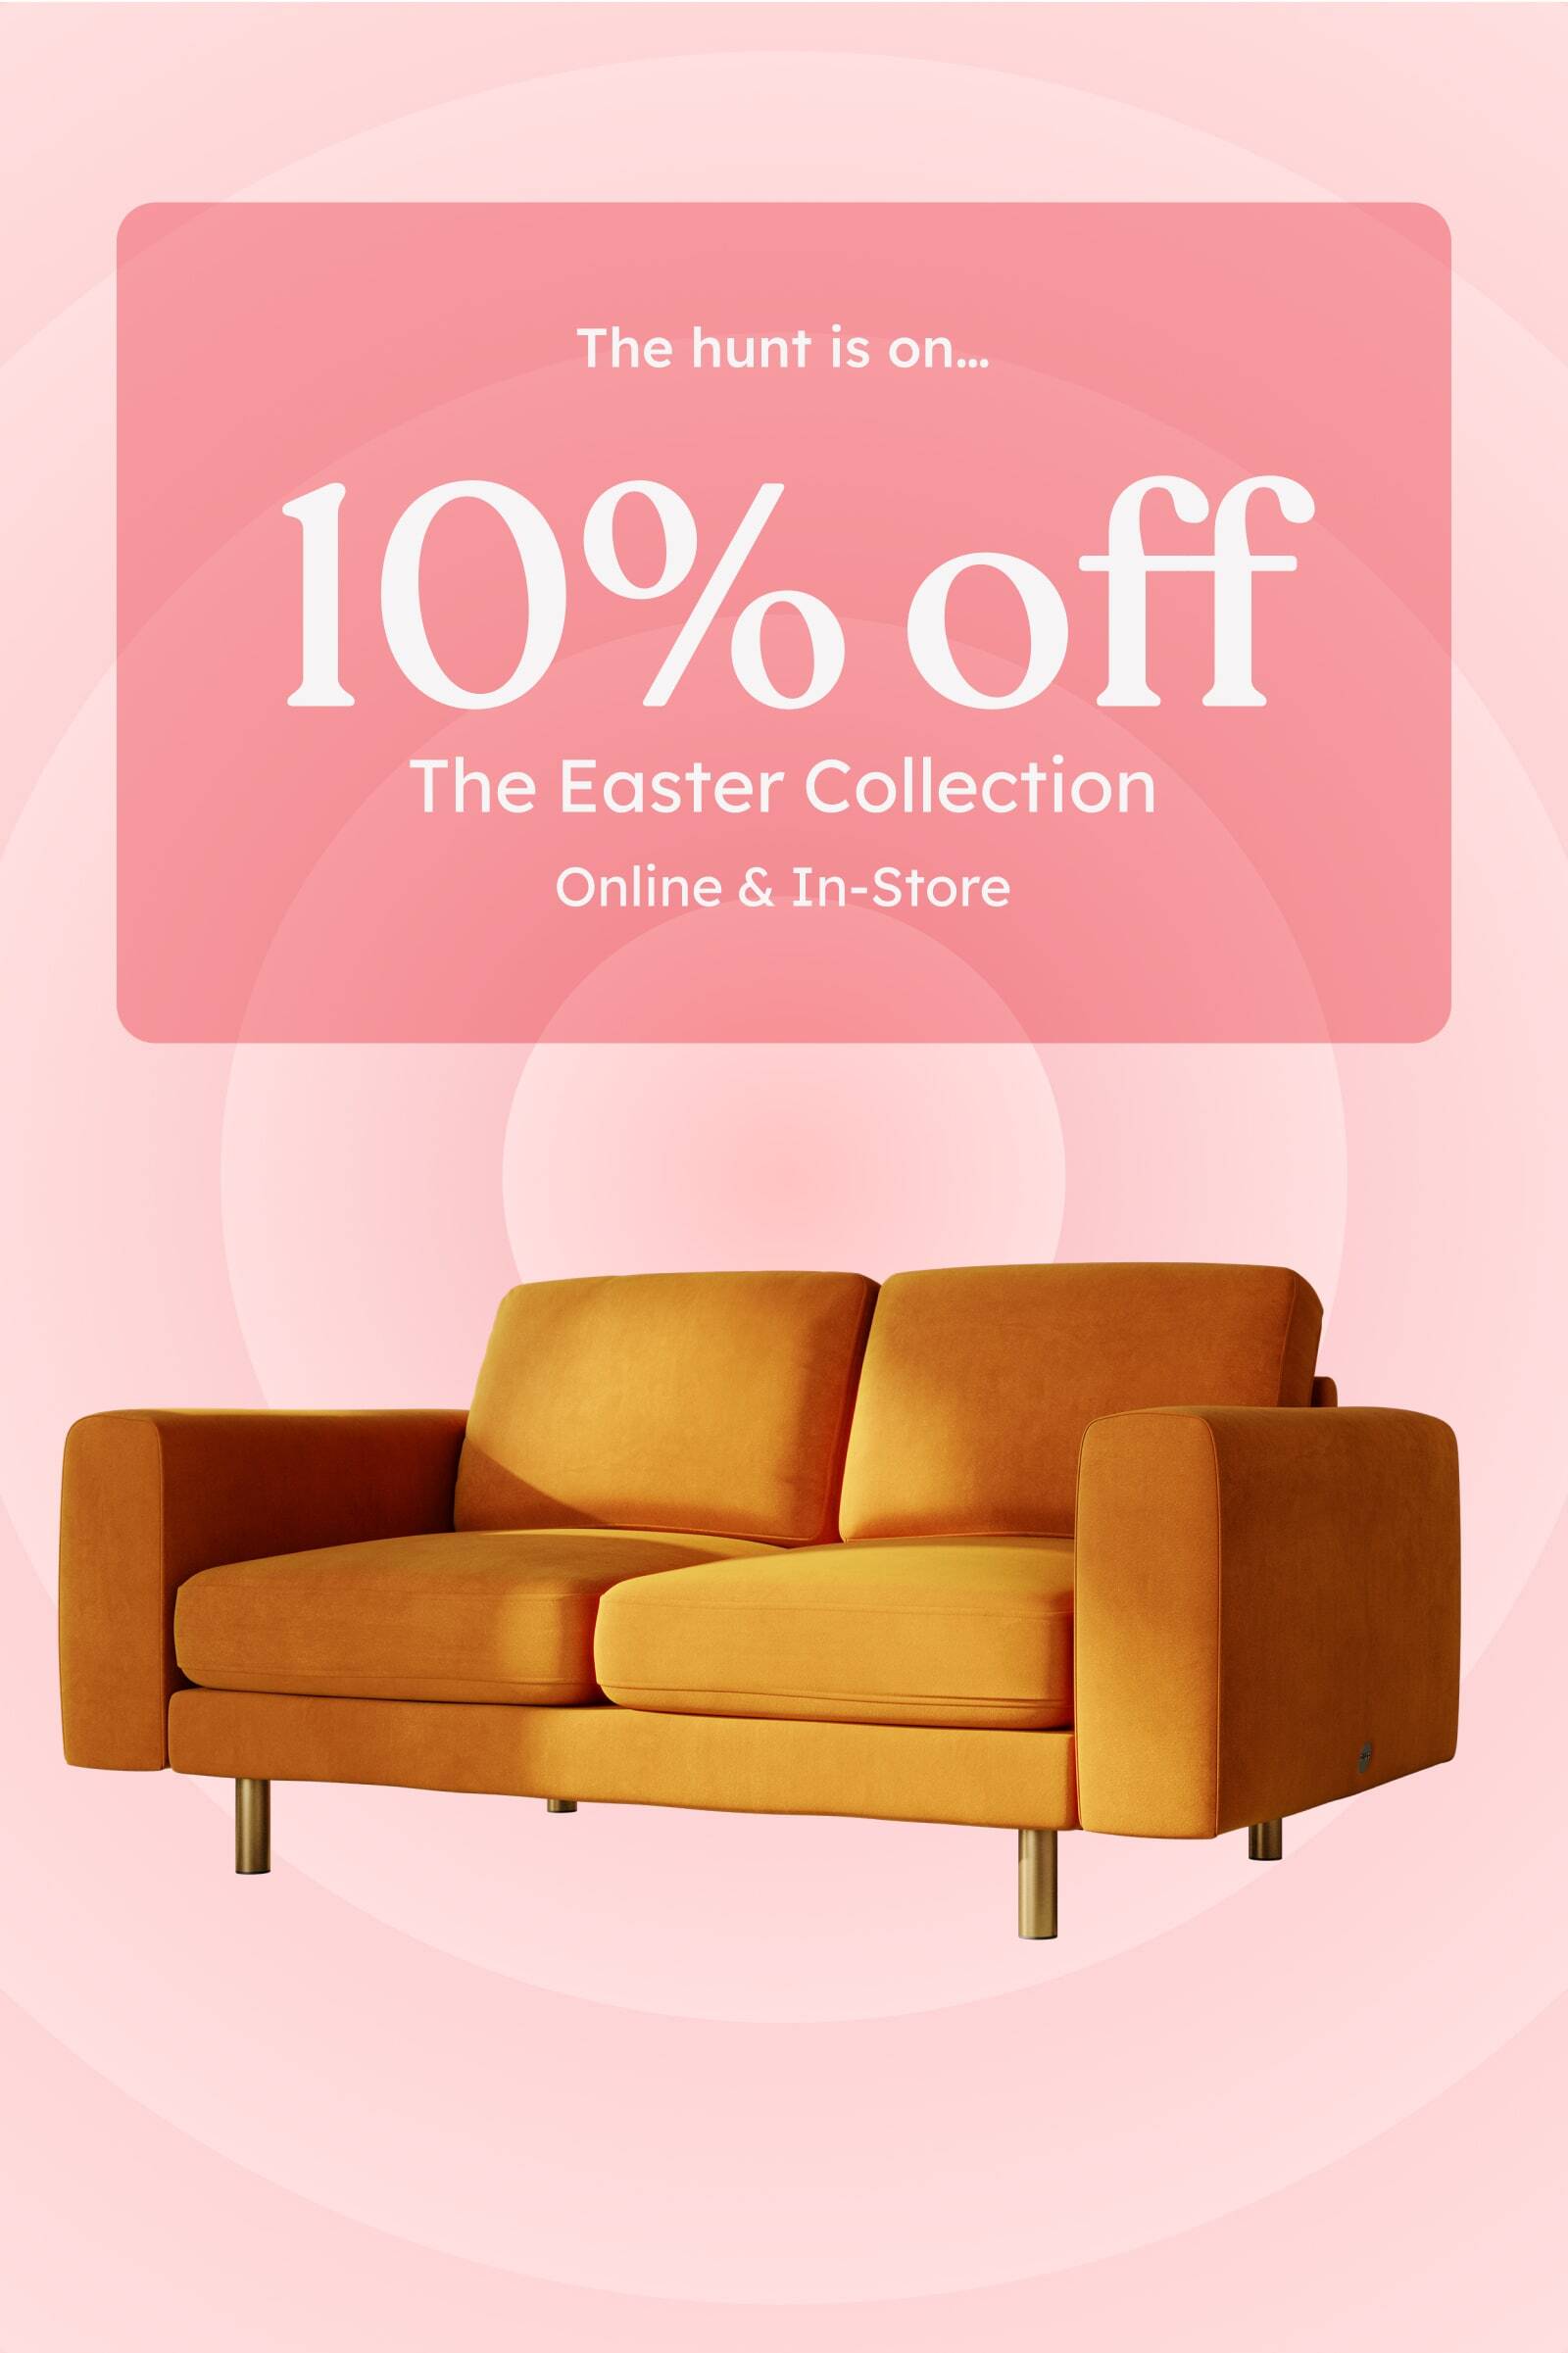 The hunt is on...
10% off
The Easter Collection
Online & In-Store